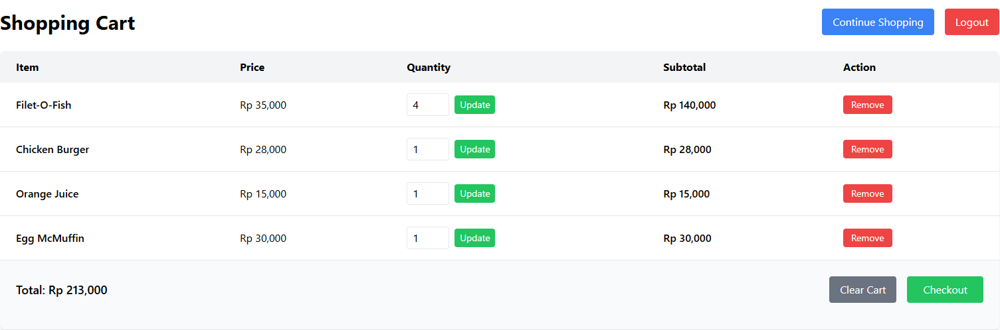 Shopping Cart Continue Shopping Logout
Item Price Quantity Subtotal Action
Filet-O-Fish Rp 35,000 4 Update Rp 140,000 Remove
Chicken Burger Rp 28,000 1 Update Rp 28,000 Remove
Orange Juice Rp 15,000 1 Update Rp 15,000 Remove
Egg McMuffin Rp 30,000 1 Update Rp 30,000 Remove
Total: Rp 213,000 Clear Cart Checkout